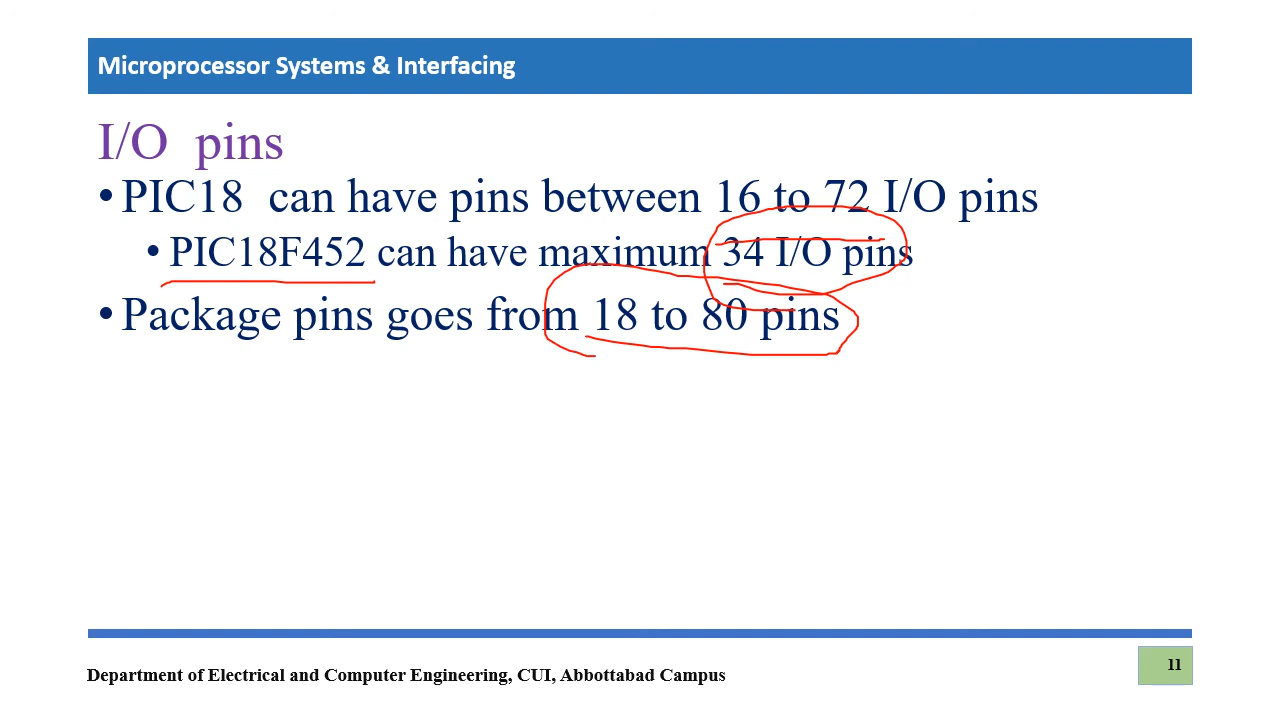 Microprocessor Systems & Interfacing
I/O pins
• PIC18 can have pins between 16 to 72 I/O pins
• PIC18F452 can have maximum 34 I/O pins
• Package pins goes from 18 to 80 pins
Department of Electrical and Computer Engineering, CUI, Abbottabad Campus
11